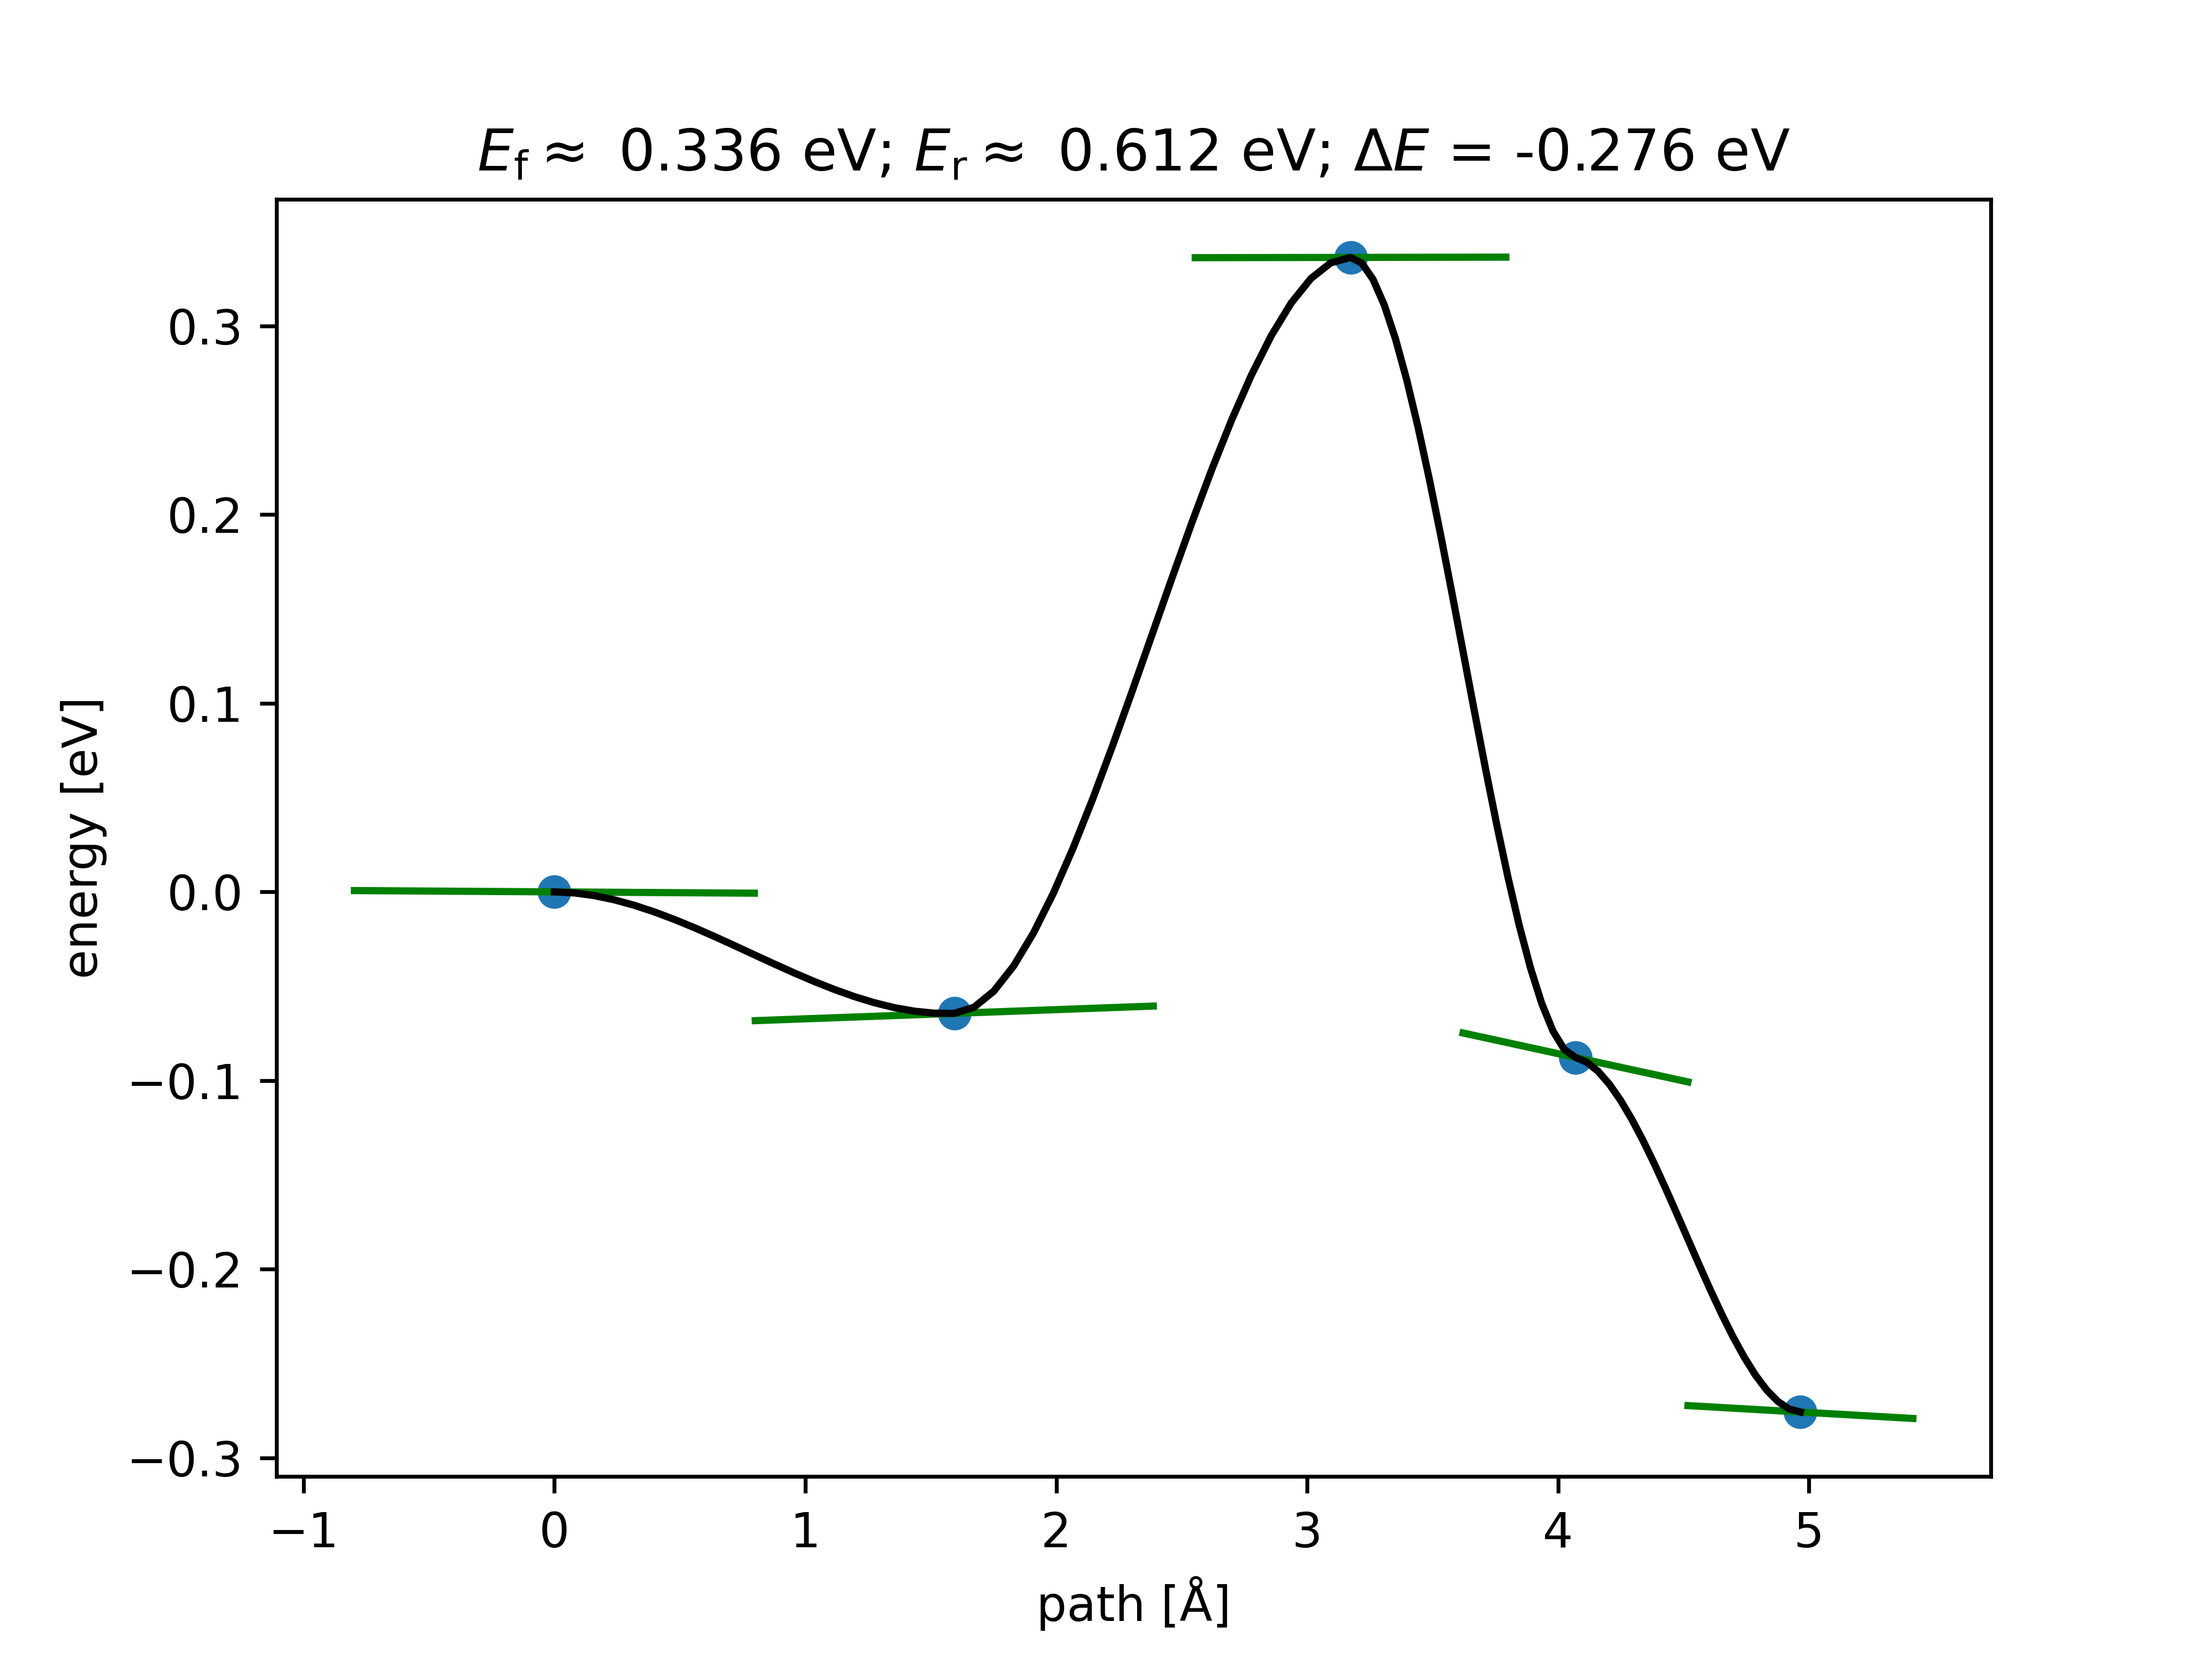 E_f ≈ 0.336 eV; E_r ≈ 0.612 eV; ΔE = -0.276 eV
0.3
0.2
0.1
0.0
−0.1
−0.2
−0.3
energy [eV]
−1 0 1 2 3 4 5
path [Å]